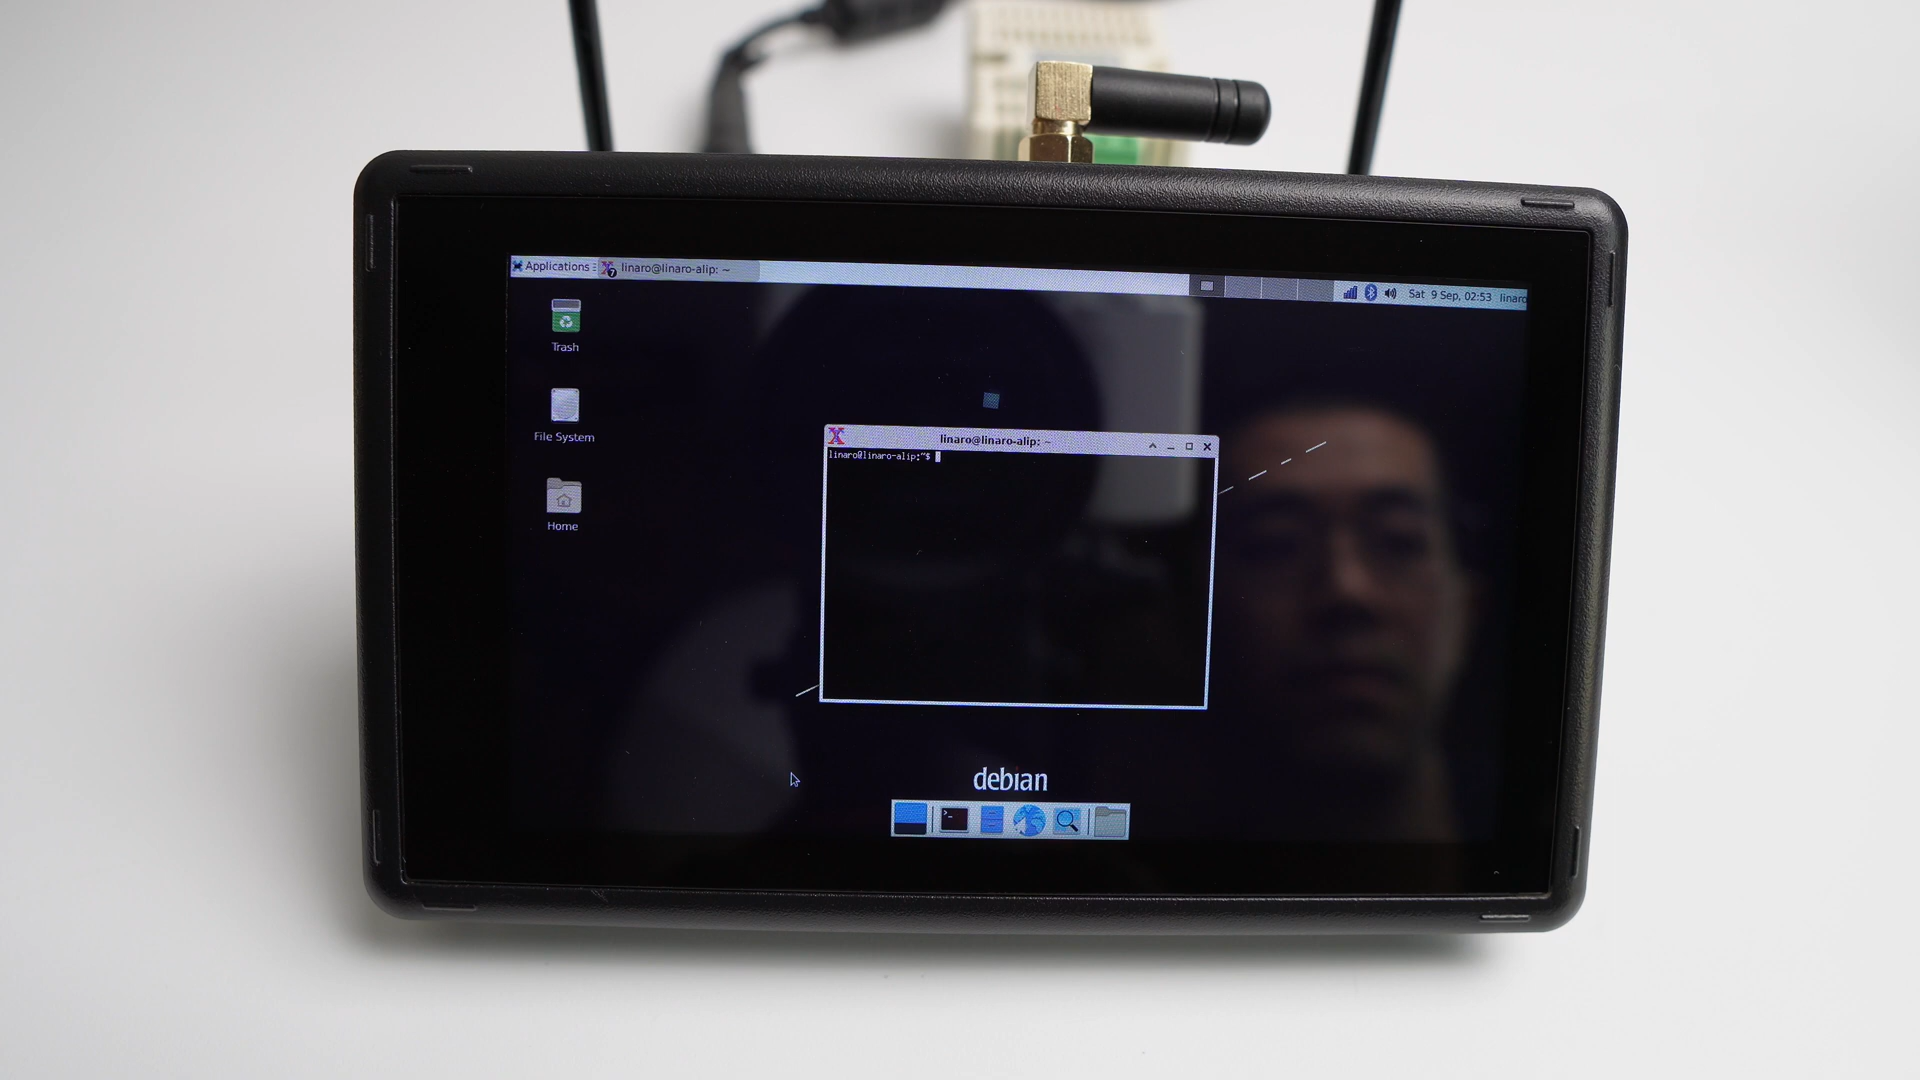 Applications
linaro@linaro-alip: ~
Sat 9 Sep, 02:53 linaro
Trash
File System
Home
linaro@linaro-alip: ~
linaro@linaro-alip:~$
debian